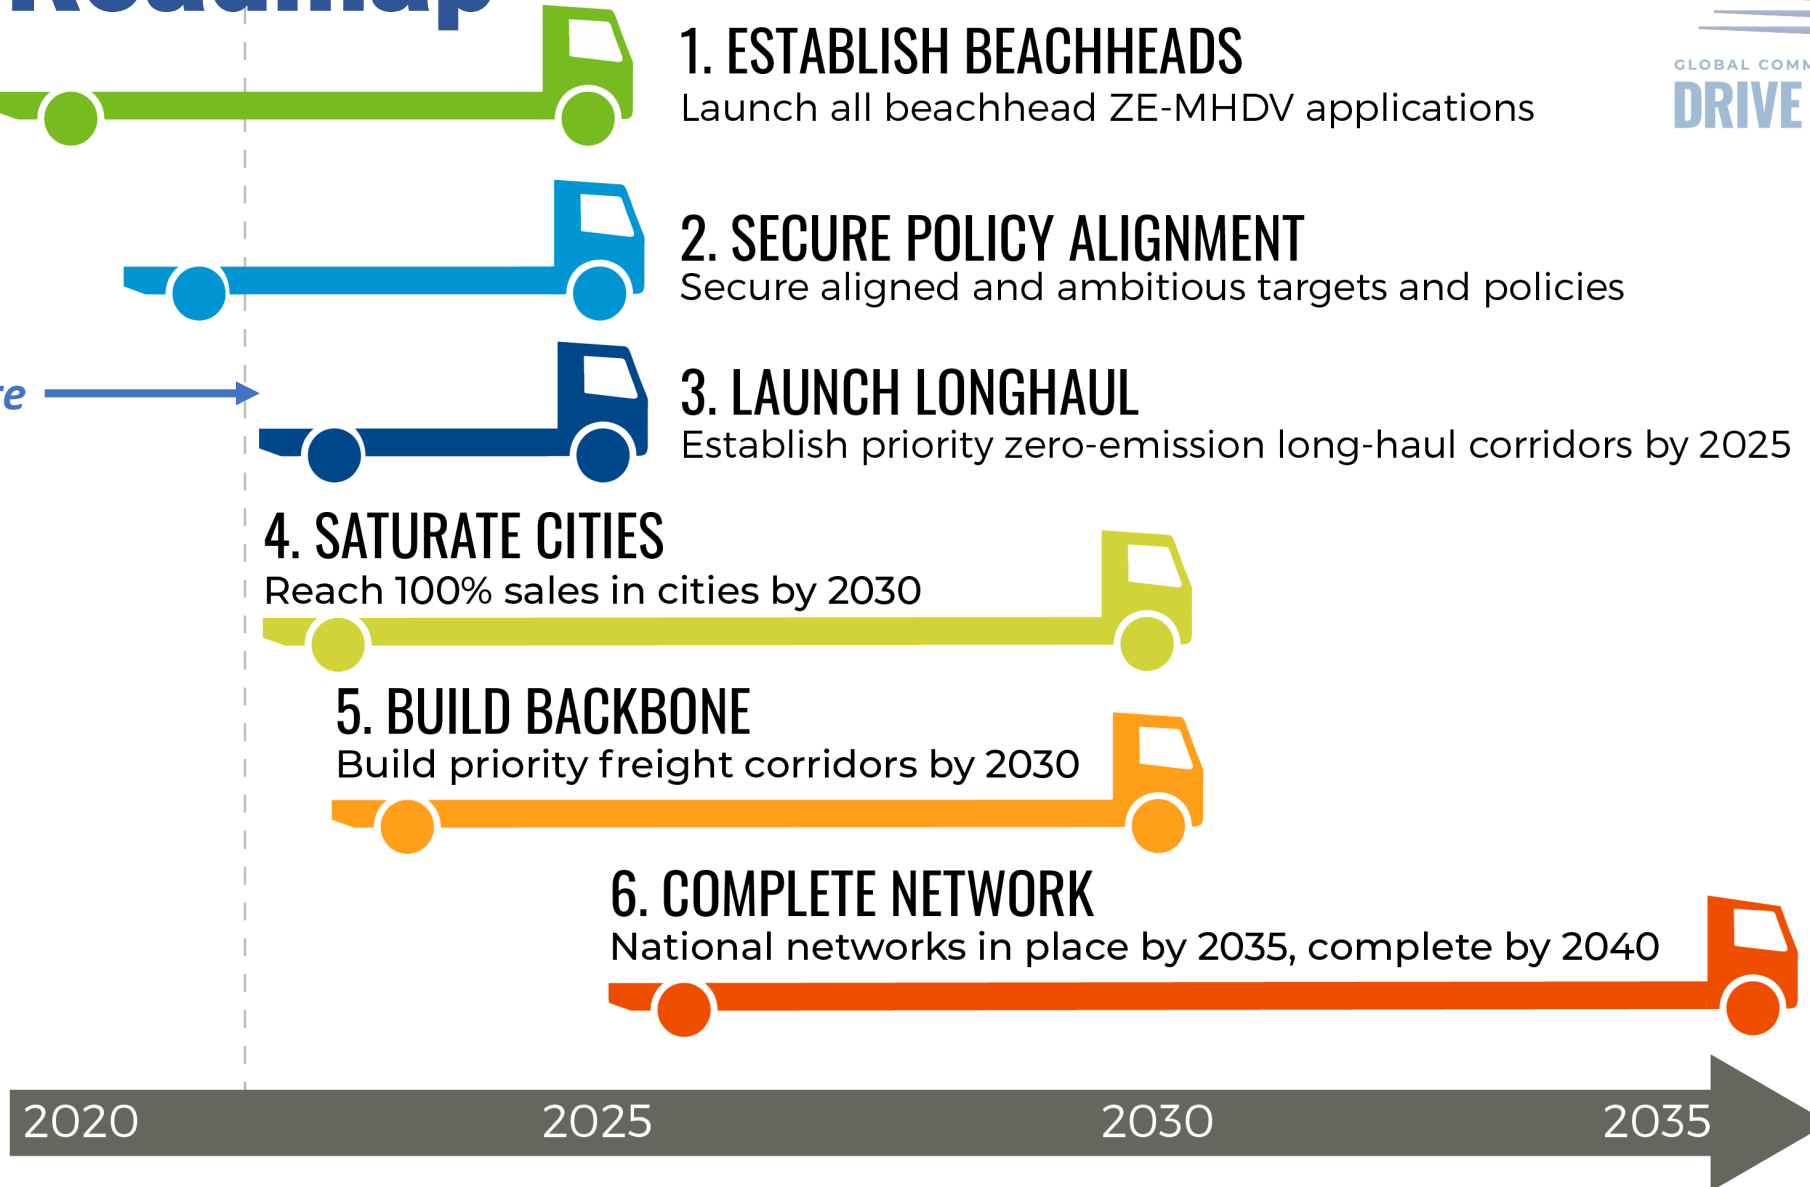 Roadmap
1. ESTABLISH BEACHHEADS
Launch all beachhead ZE-MHDV applications
GLOBAL COMM
DRIVE
2. SECURE POLICY ALIGNMENT
Secure aligned and ambitious targets and policies
re
3. LAUNCH LONGHAUL
Establish priority zero-emission long-haul corridors by 2025
4. SATURATE CITIES
Reach 100% sales in cities by 2030
5. BUILD BACKBONE
Build priority freight corridors by 2030
6. COMPLETE NETWORK
National networks in place by 2035, complete by 2040
2020 2025 2030 2035